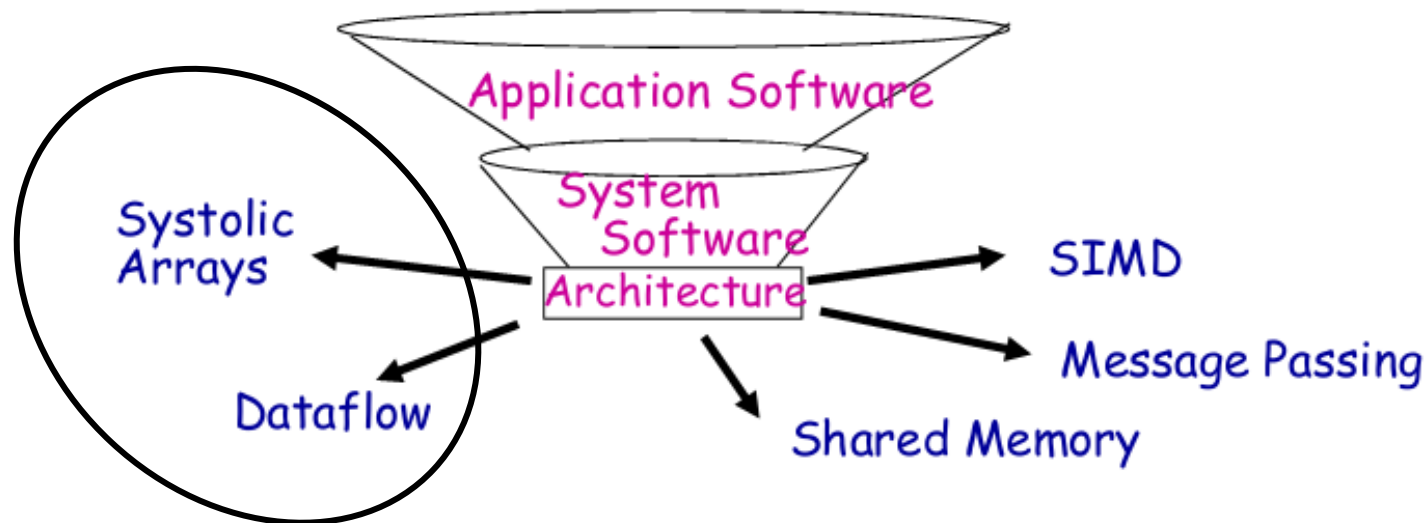 Application Software
System
Software
Architecture
Systolic
Arrays
Dataflow
SIMD
Message Passing
Shared Memory